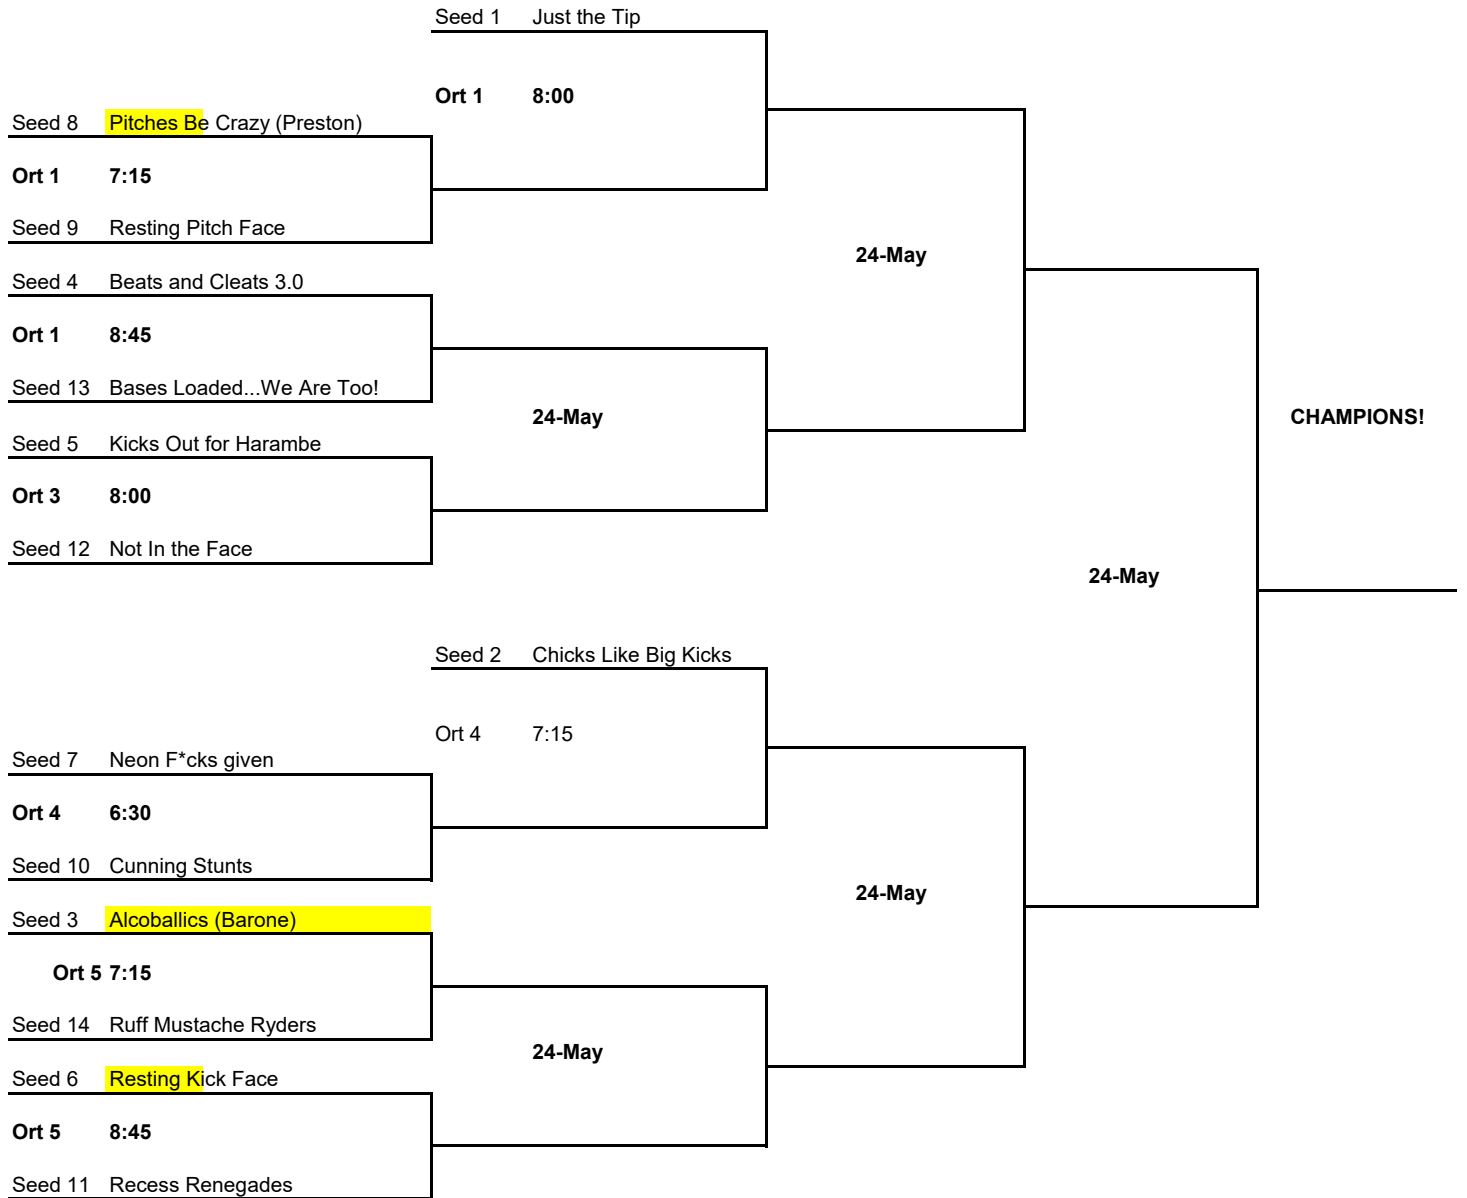 Seed 1 Just the Tip
Ort 1 8:00
Seed 8 Pitches Be Crazy (Preston)
Ort 1 7:15
Seed 9 Resting Pitch Face
24-May
Seed 4 Beats and Cleats 3.0
Ort 1 8:45
Seed 13 Bases Loaded...We Are Too!
24-May
CHAMPIONS!
Seed 5 Kicks Out for Harambe
Ort 3 8:00
Seed 12 Not In the Face
24-May
Seed 2 Chicks Like Big Kicks
Ort 4 7:15
Seed 7 Neon F*cks given
Ort 4 6:30
Seed 10 Cunning Stunts
24-May
Seed 3 Alcoballics (Barone)
Ort 5 7:15
Seed 14 Ruff Mustache Ryders
24-May
Seed 6 Resting Kick Face
Ort 5 8:45
Seed 11 Recess Renegades